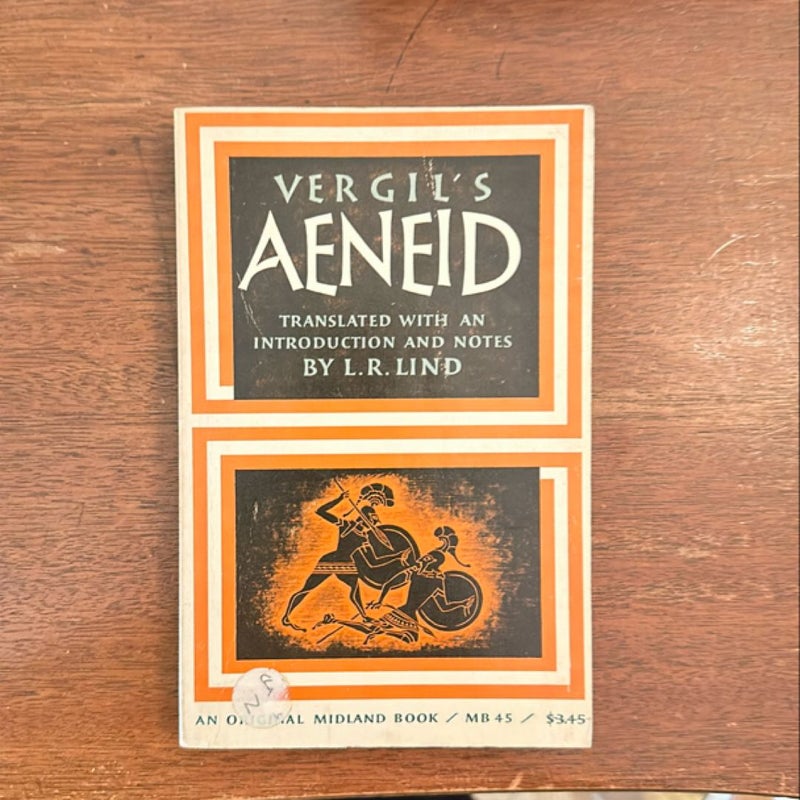 VERGIL'S
AENEID
TRANSLATED WITH AN
INTRODUCTION AND NOTES
BY L.R. LIND
AN ORIGINAL MIDLAND BOOK / MB 45 / $3.45